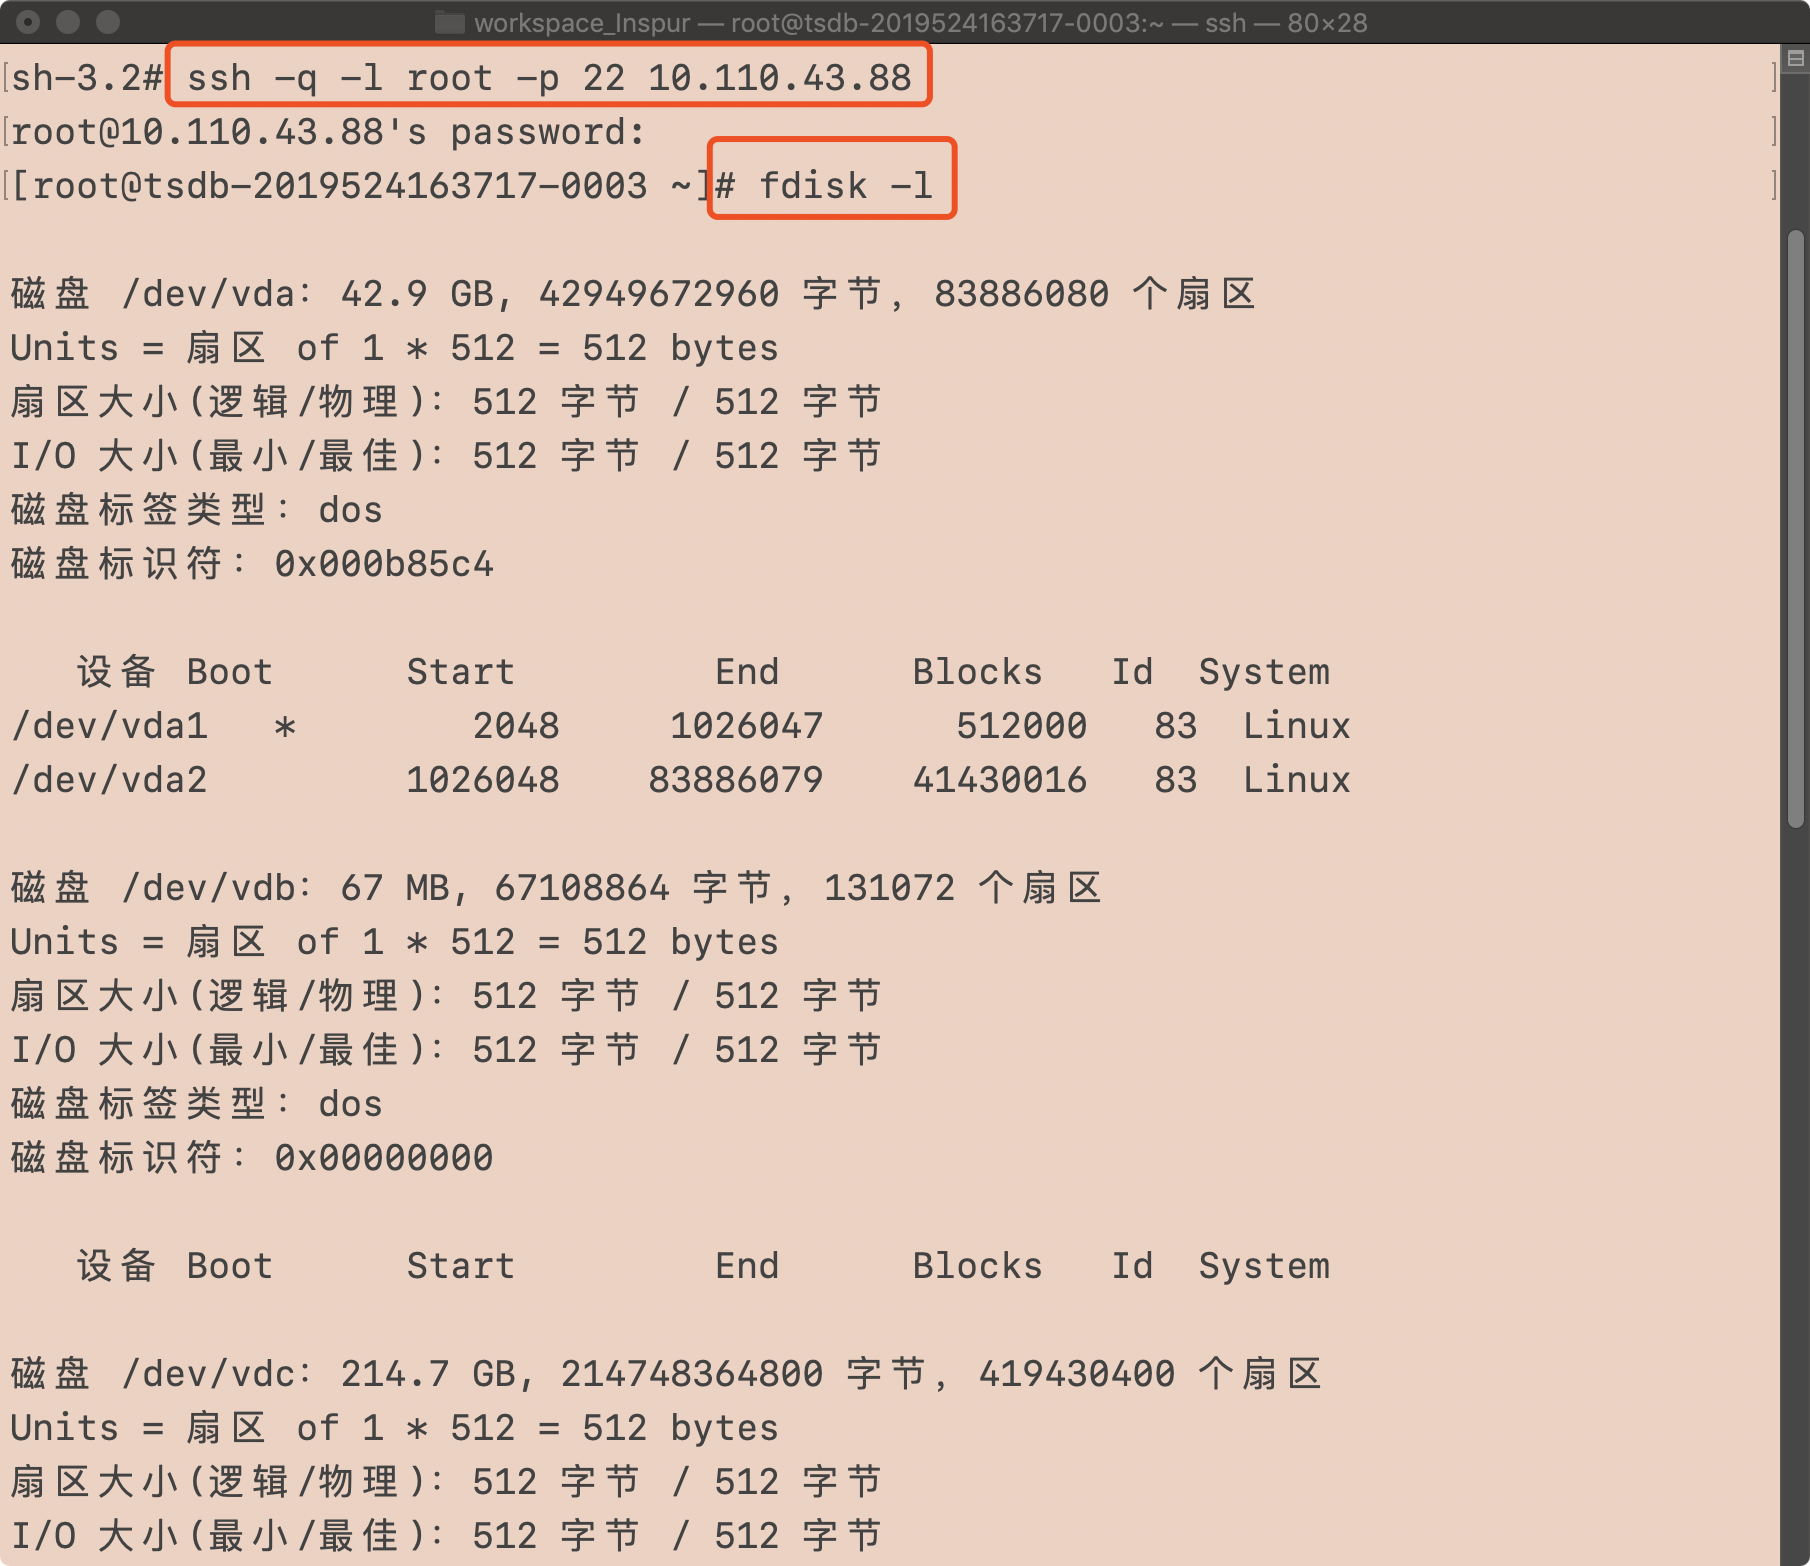 workspace_Inspur — root@tsdb-2019524163717-0003:~ — ssh — 80×28
[sh-3.2# ssh -q -l root -p 22 10.110.43.88 ]
[root@10.110.43.88's password: ]
[[root@tsdb-2019524163717-0003 ~]# fdisk -l ]
磁盘 /dev/vda：42.9 GB, 42949672960 字节，83886080 个扇区
Units = 扇区 of 1 * 512 = 512 bytes
扇区大小(逻辑/物理)：512 字节 / 512 字节
I/O 大小(最小/最佳)：512 字节 / 512 字节
磁盘标签类型：dos
磁盘标识符：0x000b85c4
设备 Boot Start End Blocks Id System
/dev/vda1 * 2048 1026047 512000 83 Linux
/dev/vda2 1026048 83886079 41430016 83 Linux
磁盘 /dev/vdb：67 MB, 67108864 字节，131072 个扇区
Units = 扇区 of 1 * 512 = 512 bytes
扇区大小(逻辑/物理)：512 字节 / 512 字节
I/O 大小(最小/最佳)：512 字节 / 512 字节
磁盘标签类型：dos
磁盘标识符：0x00000000
设备 Boot Start End Blocks Id System
磁盘 /dev/vdc：214.7 GB, 214748364800 字节，419430400 个扇区
Units = 扇区 of 1 * 512 = 512 bytes
扇区大小(逻辑/物理)：512 字节 / 512 字节
I/O 大小(最小/最佳)：512 字节 / 512 字节